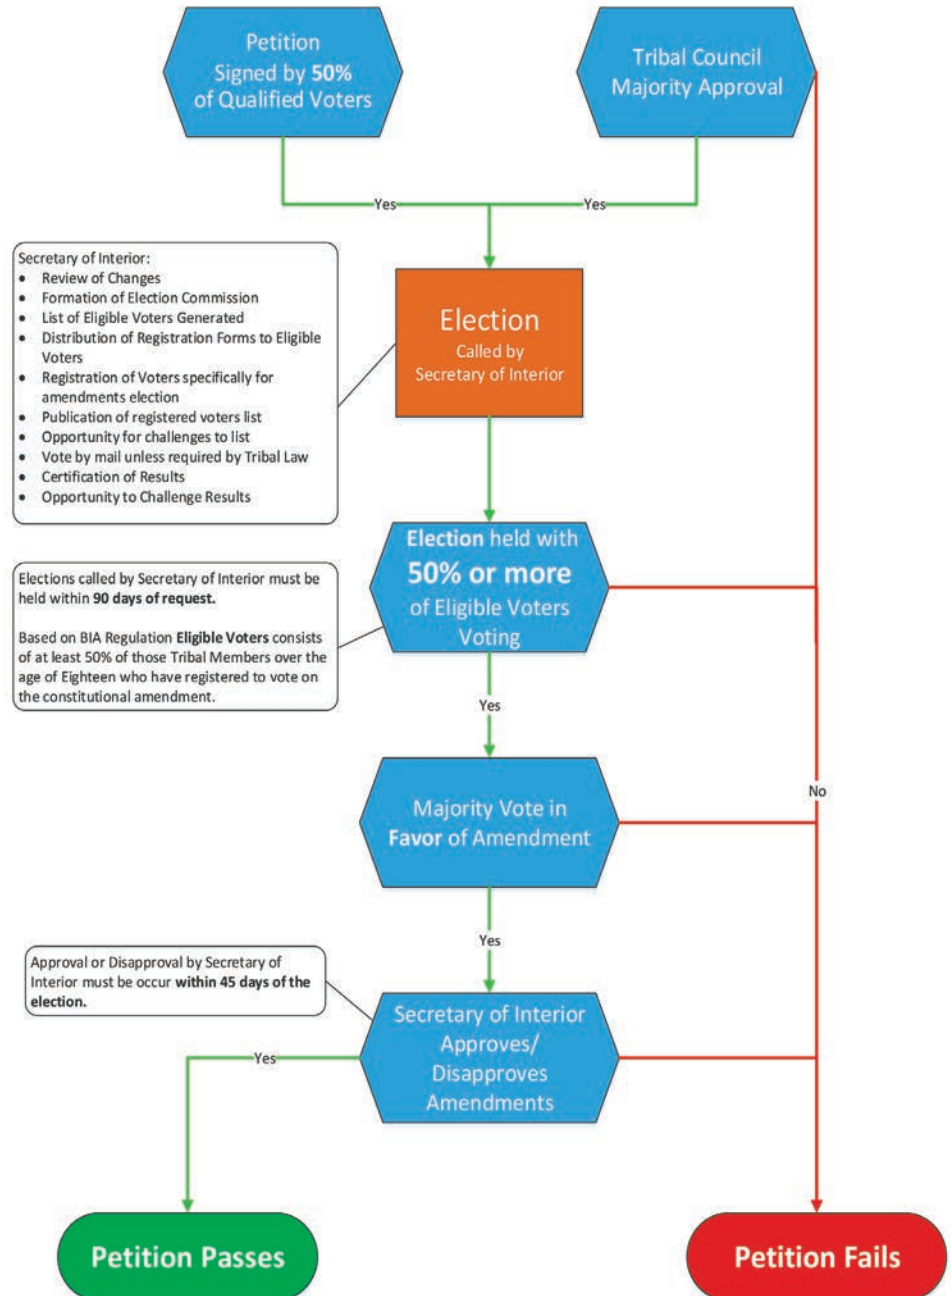 Petition
Signed by 50%
of Qualified Voters
Tribal Council
Majority Approval
Yes
Yes
Secretary of Interior:
• Review of Changes
• Formation of Election Commission
• List of Eligible Voters Generated
• Distribution of Registration Forms to Eligible
Voters
• Registration of Voters specifically for
amendments election
• Publication of registered voters list
• Opportunity for challenges to list
• Vote by mail unless required by Tribal Law
• Certification of Results
• Opportunity to Challenge Results
Election
Called by
Secretary of Interior
Elections called by Secretary of Interior must be
held within 90 days of request.
Based on BIA Regulation Eligible Voters consists
of at least 50% of those Tribal Members over the
age of Eighteen who have registered to vote on
the constitutional amendment.
Election held with
50% or more
of Eligible Voters
Voting
Yes
No
Majority Vote in
Favor of Amendment
Yes
Approval or Disapproval by Secretary of
Interior must be occur within 45 days of the
election.
Secretary of Interior
Approves/
Disapproves
Amendments
Yes
Petition Passes
Petition Fails